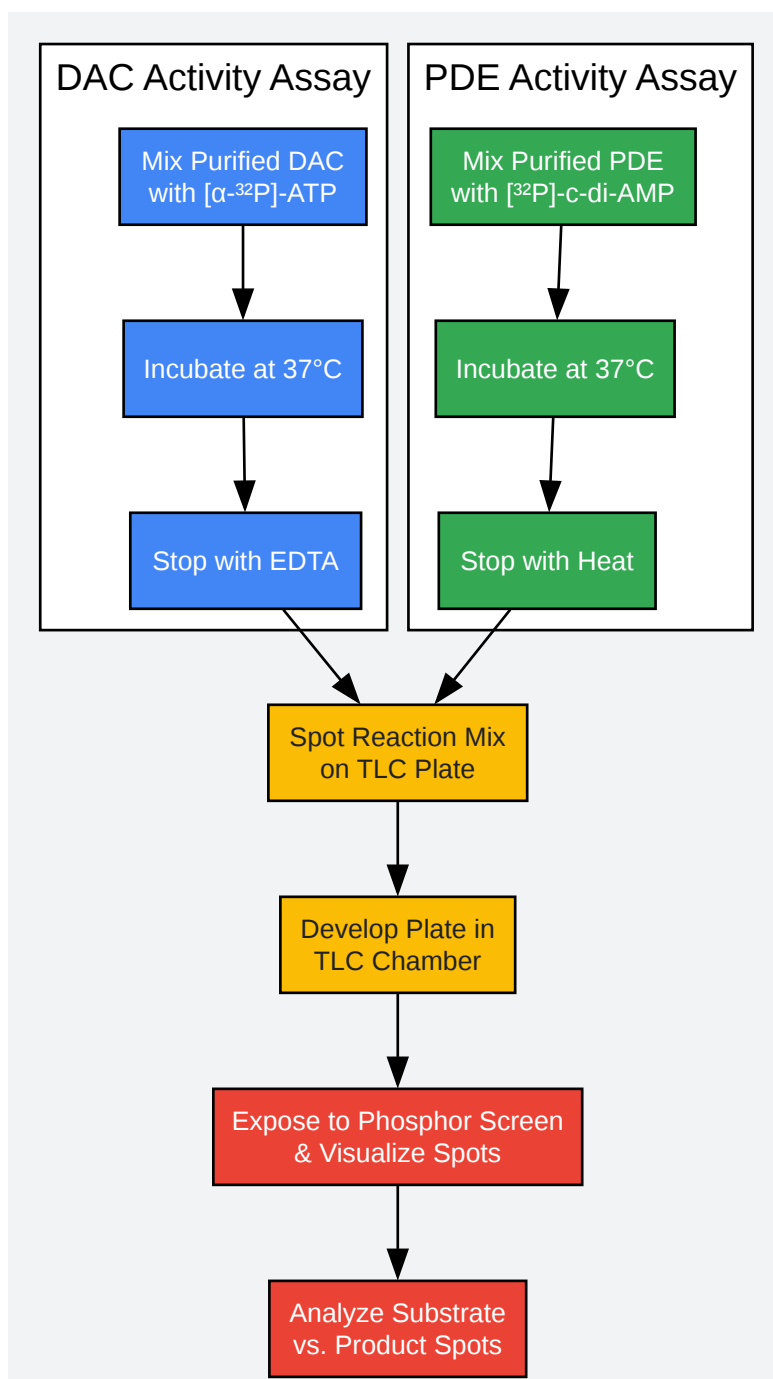 DAC Activity Assay
Mix Purified DAC
with [α-³²P]-ATP
Incubate at 37°C
Stop with EDTA
PDE Activity Assay
Mix Purified PDE
with [³²P]-c-di-AMP
Incubate at 37°C
Stop with Heat
Spot Reaction Mix
on TLC Plate
Develop Plate in
TLC Chamber
Expose to Phosphor Screen
& Visualize Spots
Analyze Substrate
vs. Product Spots